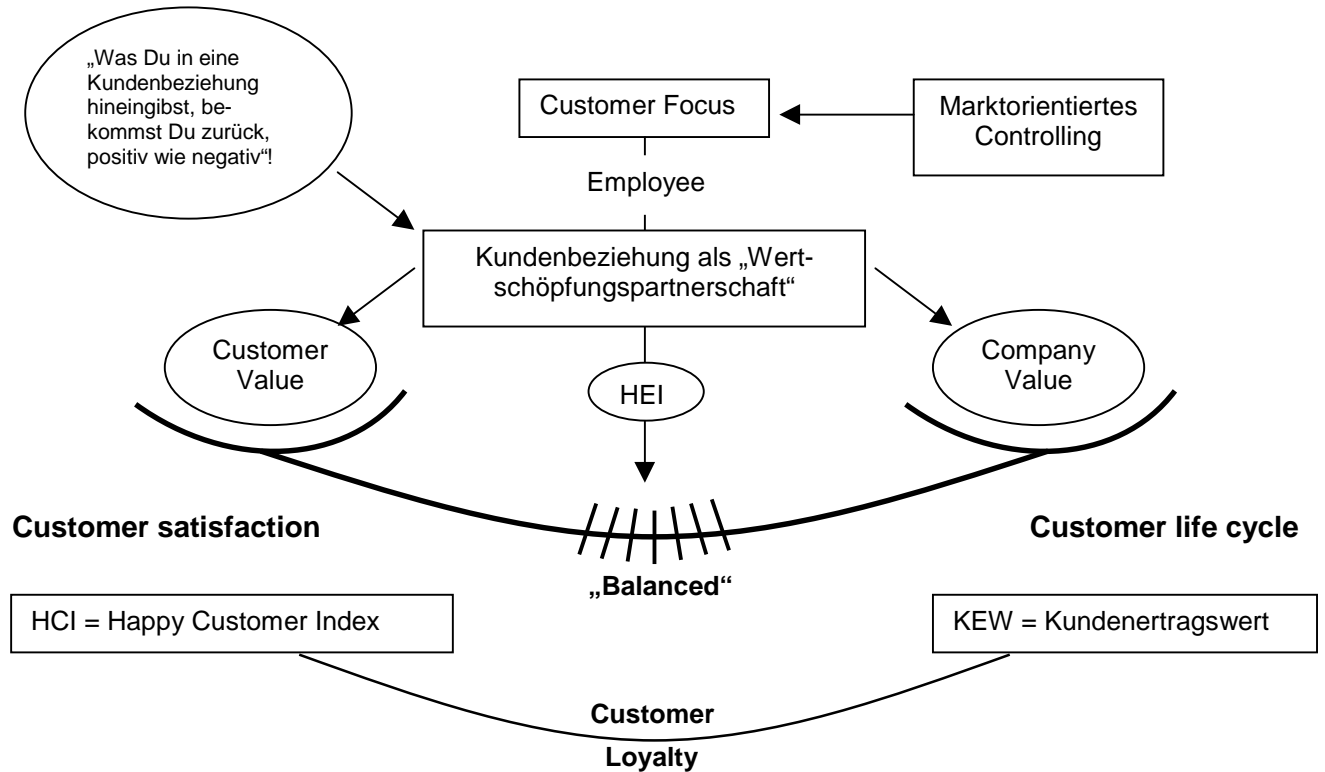 „Was Du in eine
Kundenbeziehung
hineingibst, be-
kommst Du zurück,
positiv wie negativ“!
Customer Focus
Marktorientiertes
Controlling
Employee
Kundenbeziehung als „Wert-
schöpfungspartnerschaft“
Customer
Value
HEI
Company
Value
Customer satisfaction
Customer life cycle
„Balanced“
HCI = Happy Customer Index
KEW = Kundenertragswert
Customer
Loyalty